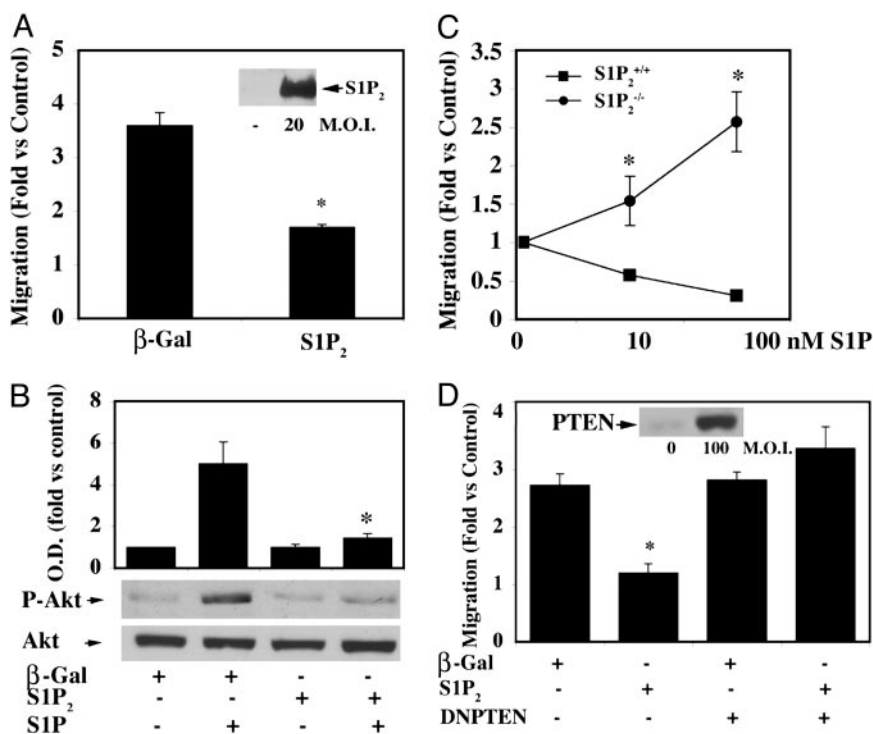 A
Migration (Fold vs Control)
5
4
3
2
1
0
S1P2
- 20 M.O.I.
*
β-Gal S1P2
B
O.D. (fold vs control)
8
6
4
2
0
*
P-Akt
Akt
β-Gal + + - -
S1P2 - - + +
S1P - + - +
C
Migration (Fold vs Control)
3.5
3
2.5
2
1.5
1
0.5
0
S1P2+/+
S1P2-/-
*
*
0 10 100 nM S1P
D
Migration (Fold vs Control)
4
3
2
1
0
PTEN
0 100 M.O.I.
*
β-Gal + - + -
S1P2 - + - +
DNPTEN - - + +